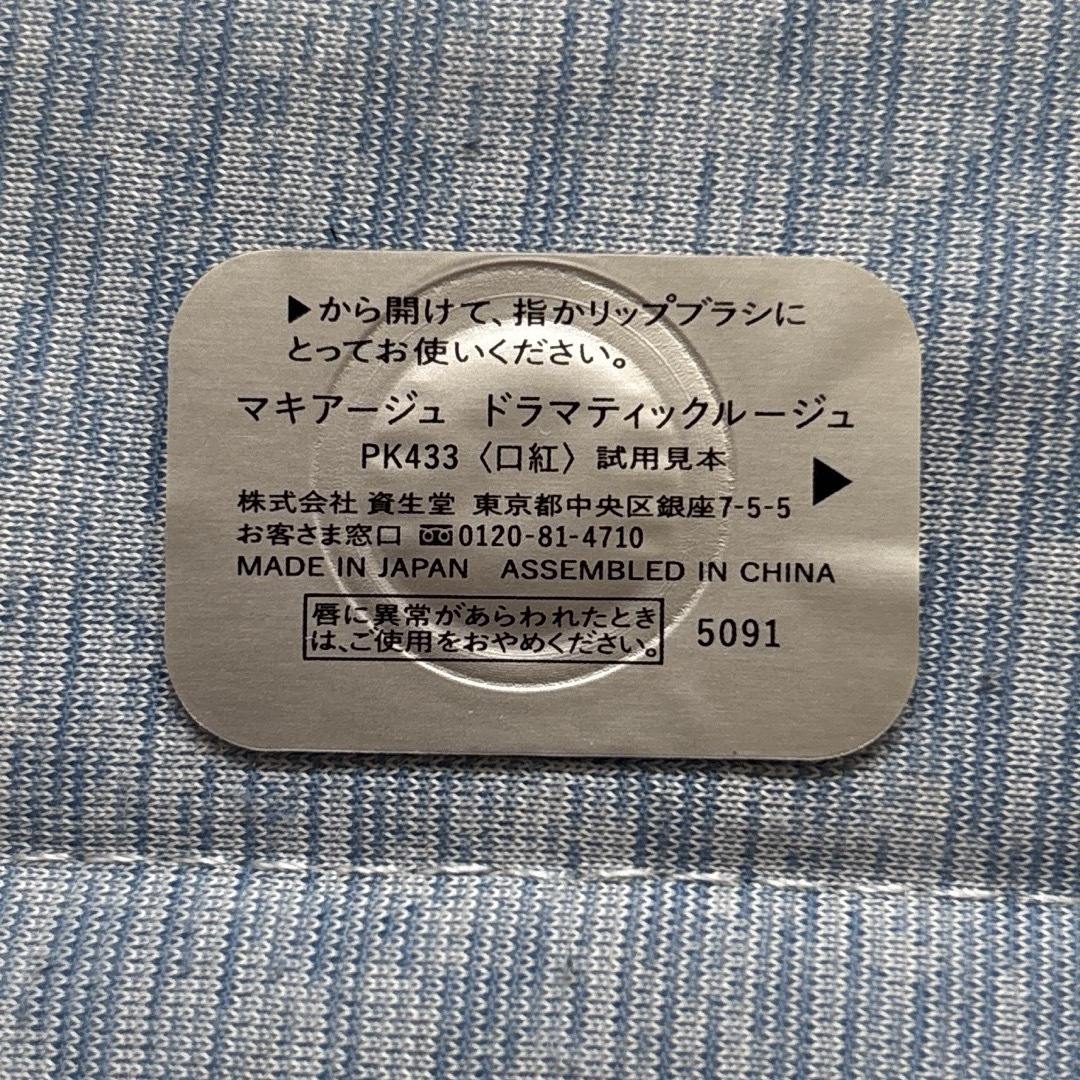 ▶から開けて、指かリップブラシに
とってお使いください。
マキアージュ ドラマティックルージュ
PK433〈口紅〉試用見本
▶
株式会社 資生堂 東京都中央区銀座7-5-5
お客さま窓口 0120-81-4710
MADE IN JAPAN ASSEMBLED IN CHINA
唇に異常があらわれたとき
は、ご使用をおやめください。
5091